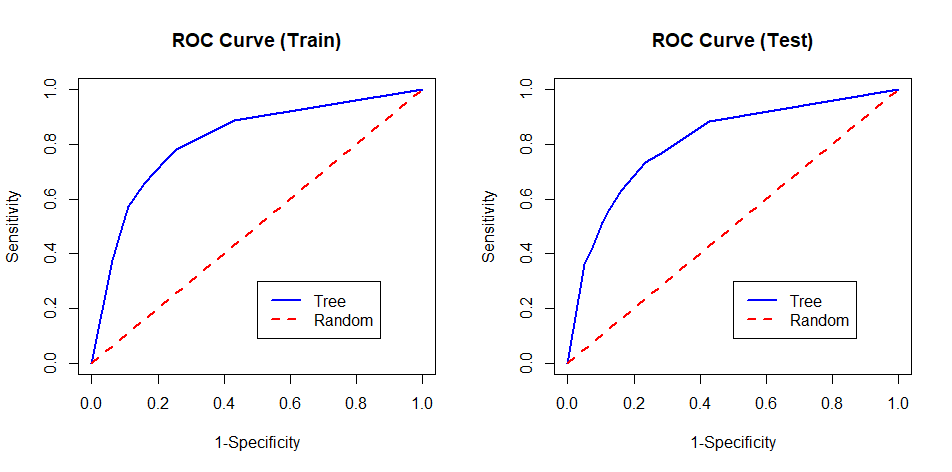 ROC Curve (Train)
Sensitivity
1.0
0.8
0.6
0.4
0.2
0.0
Tree
Random
0.0 0.2 0.4 0.6 0.8 1.0
1-Specificity
ROC Curve (Test)
Sensitivity
1.0
0.8
0.6
0.4
0.2
0.0
Tree
Random
0.0 0.2 0.4 0.6 0.8 1.0
1-Specificity